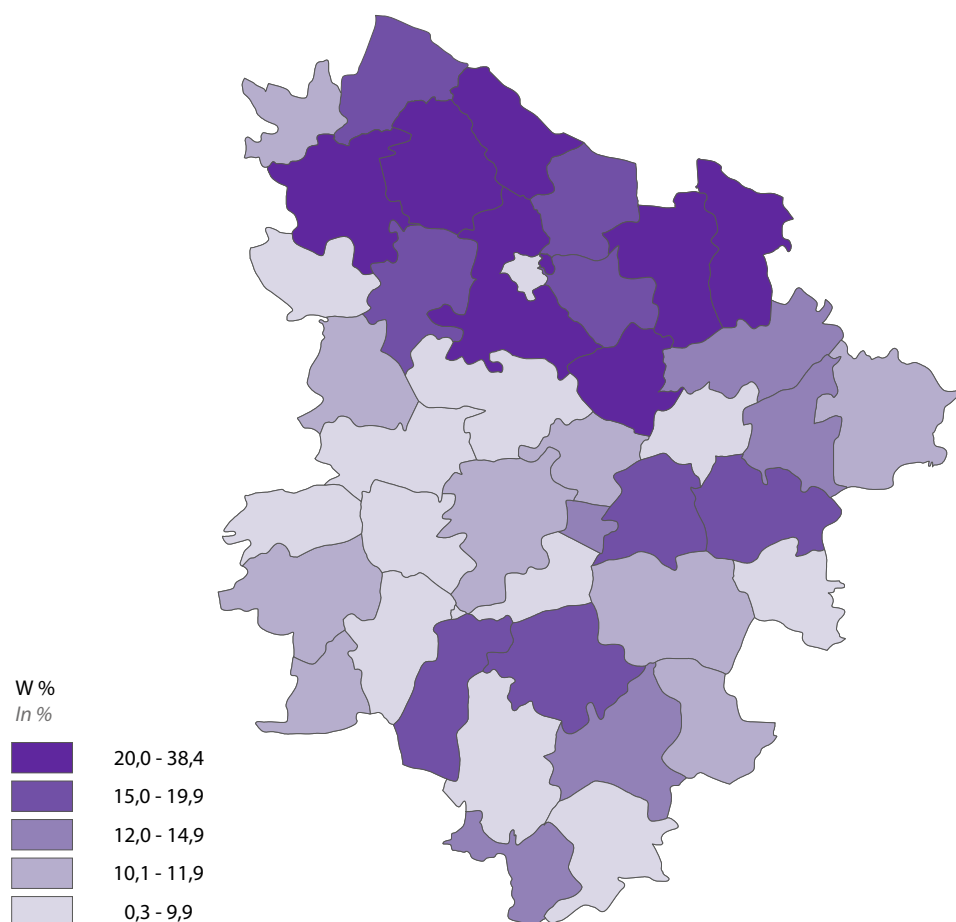 W %
In %
20,0 - 38,4
15,0 - 19,9
12,0 - 14,9
10,1 - 11,9
0,3 - 9,9